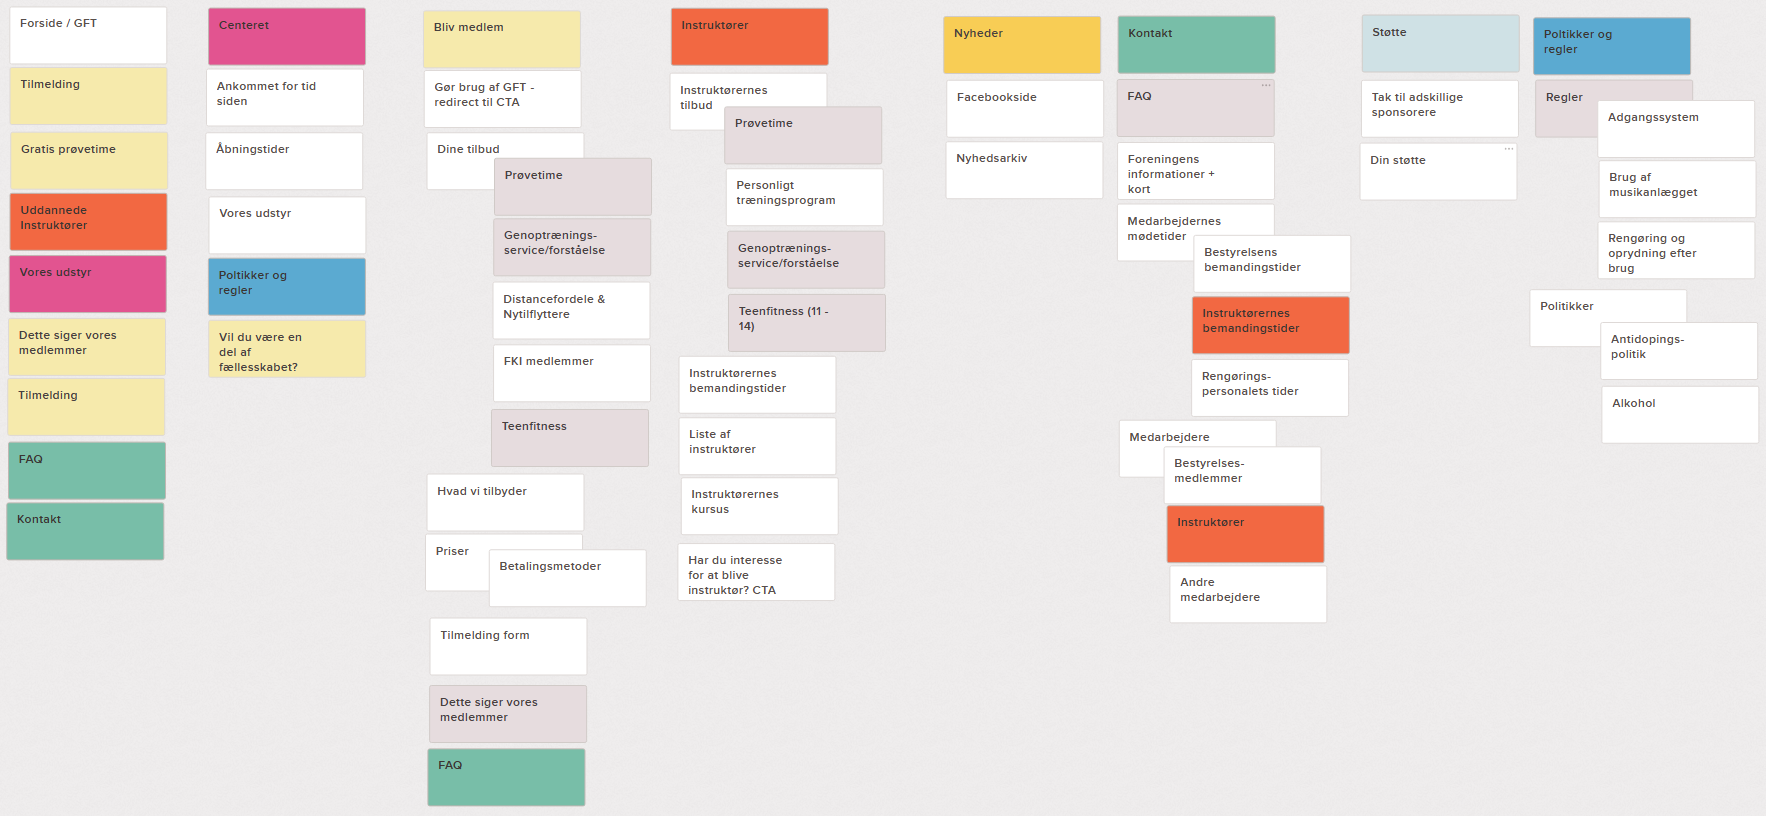 Forside / GFT
Tilmelding
Gratis prøvetime
Uddannede
Instruktører
Vores udstyr
Dette siger vores
medlemmer
Tilmelding
FAQ
Kontakt
Centeret
Ankommet for tid
siden
Åbningstider
Vores udstyr
Poltikker og
regler
Vil du være en
del af
fællesskabet?
Bliv medlem
Gør brug af GFT -
redirect til CTA
Dine tilbud
Prøvetime
Genoptrænings-
service/forståelse
Distancefordele &
Nytilflyttere
FKI medlemmer
Teenfitness
Hvad vi tilbyder
Priser
Betalingsmetoder
Tilmelding form
Dette siger vores
medlemmer
FAQ
Instruktører
Instruktørernes
tilbud
Prøvetime
Personligt
træningsprogram
Genoptrænings-
service/forståelse
Teenfitness (11 -
14)
Instruktørernes
bemandingstider
Liste af
instruktører
Instruktørernes
kursus
Har du interesse
for at blive
instruktør? CTA
Nyheder
Facebookside
Nyhedsarkiv
Kontakt
FAQ
Foreningens
informationer +
kort
Medarbejdernes
mødetider
Bestyrelsens
bemandingstider
Instruktørernes
bemandingstider
Rengørings-
personalets tider
Medarbejdere
Bestyrelses-
medlemmer
Instruktører
Andre
medarbejdere
Støtte
Tak til adskillige
sponsorere
Din støtte
Poltikker og
regler
Regler
Adgangssystem
Brug af
musikanlægget
Rengøring og
oprydning efter
brug
Politikker
Antidopings-
politik
Alkohol